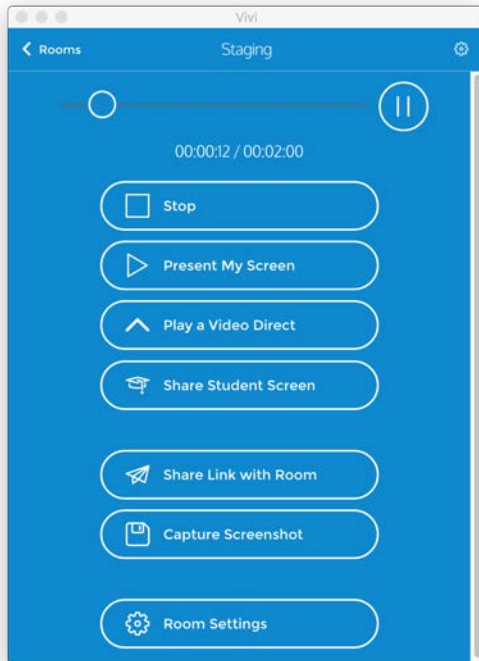 Vivi
Rooms
Staging
00:00:12 / 00:02:00
Stop
Present My Screen
Play a Video Direct
Share Student Screen
Share Link with Room
Capture Screenshot
Room Settings